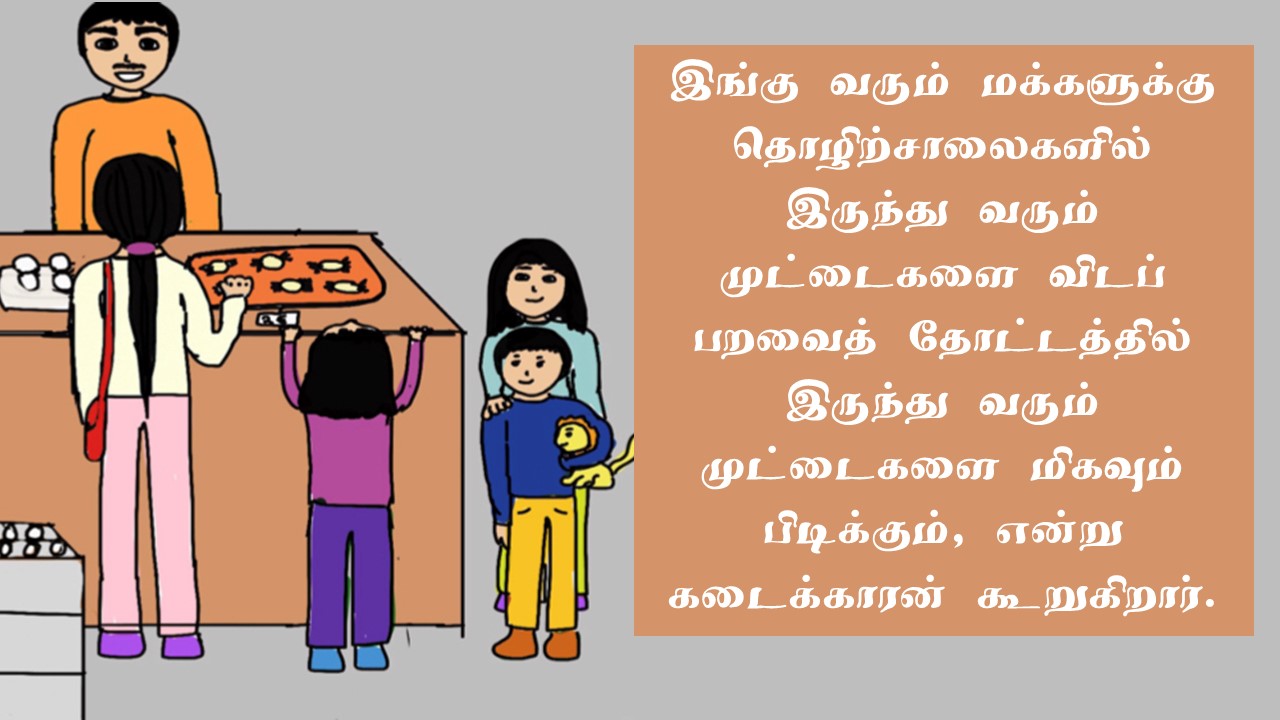 இங்கு வரும் மக்களுக்கு
தொழிற்சாலைகளில்
இருந்து வரும்
முட்டைகளை விடப்
பறவைத் தோட்டத்தில்
இருந்து வரும்
முட்டைகளை மிகவும்
பிடிக்கும், என்று
கடைக்காரன் கூறுகிறார்.